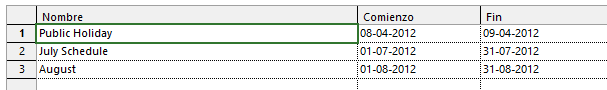 Nombre Comienzo Fin
1 Public Holiday 08-04-2012 09-04-2012
2 July Schedule 01-07-2012 31-07-2012
3 August 01-08-2012 31-08-2012